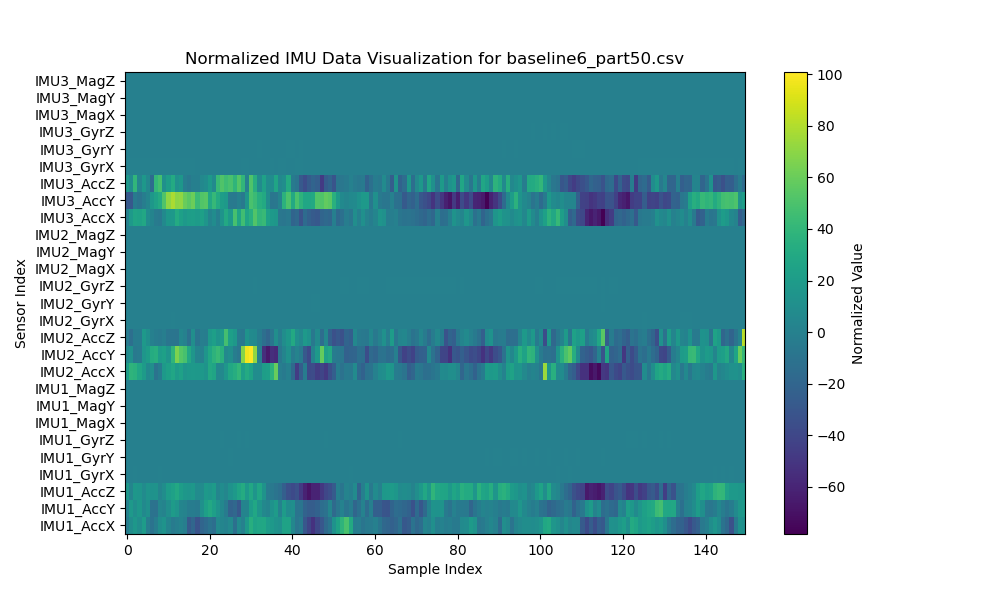 Normalized IMU Data Visualization for baseline6_part50.csv
IMU3_MagZ
IMU3_MagY
IMU3_MagX
IMU3_GyrZ
IMU3_GyrY
IMU3_GyrX
IMU3_AccZ
IMU3_AccY
IMU3_AccX
IMU2_MagZ
IMU2_MagY
IMU2_MagX
IMU2_GyrZ
IMU2_GyrY
IMU2_GyrX
IMU2_AccZ
IMU2_AccY
IMU2_AccX
IMU1_MagZ
IMU1_MagY
IMU1_MagX
IMU1_GyrZ
IMU1_GyrY
IMU1_GyrX
IMU1_AccZ
IMU1_AccY
IMU1_AccX
Sensor Index
0 20 40 60 80 100 120 140
Sample Index
100
80
60
40
20
0
−20
−40
−60
Normalized Value